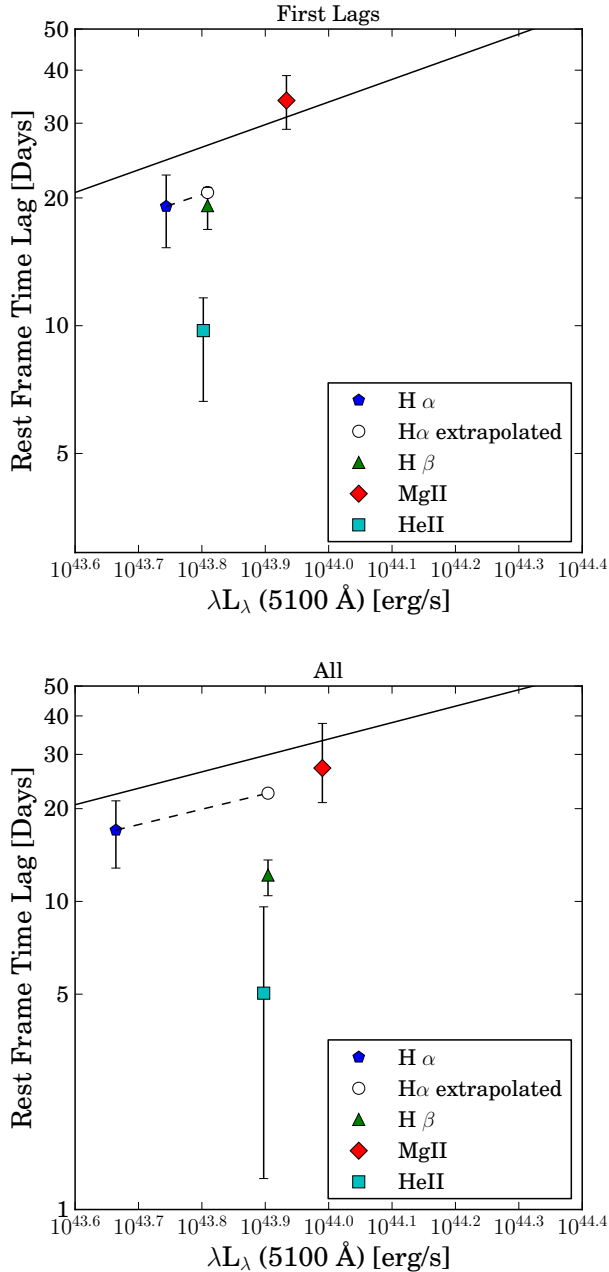 First Lags
50
40
30
20
10
5
Rest Frame Time Lag [Days]
H α
Hα extrapolated
H β
MgII
HeII
10^43.6 10^43.7 10^43.8 10^43.9 10^44.0 10^44.1 10^44.2 10^44.3 10^44.4
λL_λ (5100 Å) [erg/s]
All
50
40
30
20
10
5
1
Rest Frame Time Lag [Days]
H α
Hα extrapolated
H β
MgII
HeII
10^43.6 10^43.7 10^43.8 10^43.9 10^44.0 10^44.1 10^44.2 10^44.3 10^44.4
λL_λ (5100 Å) [erg/s]